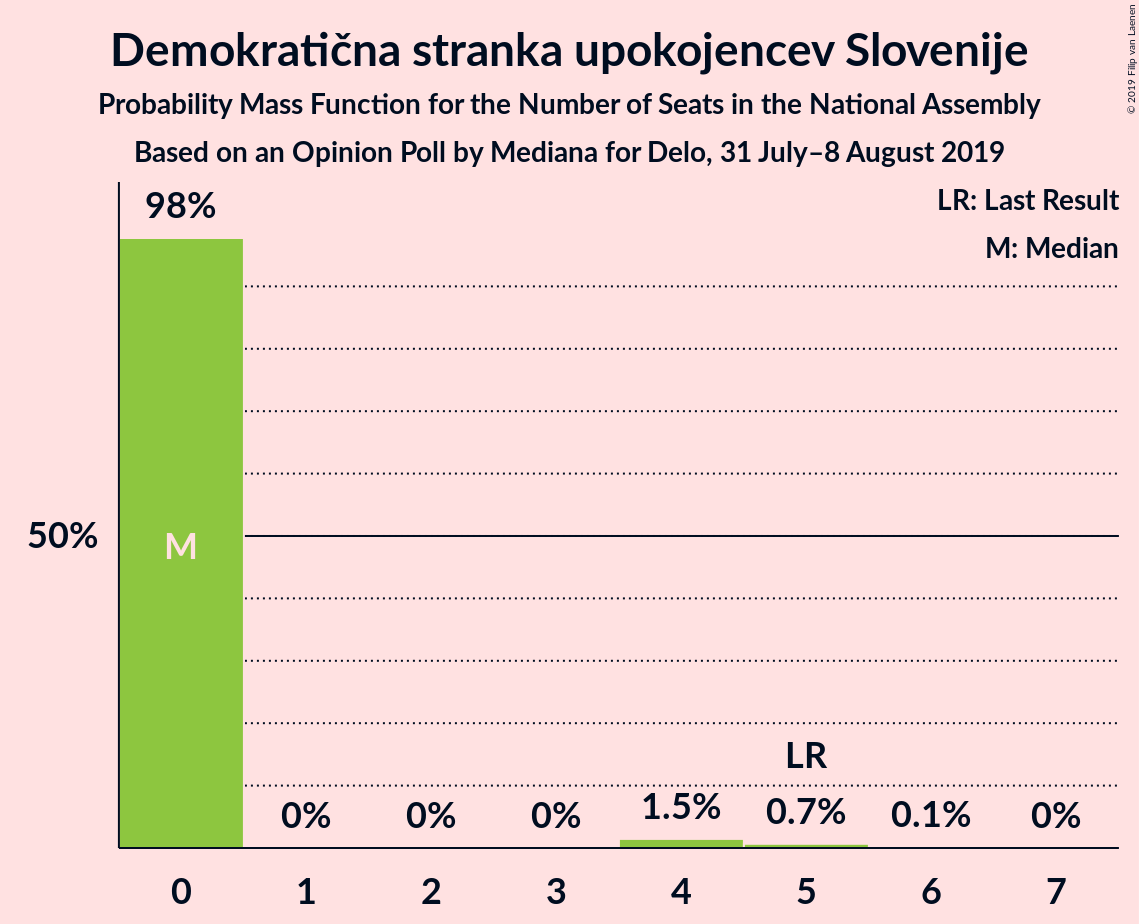 Demokratična stranka upokojencev Slovenije
Probability Mass Function for the Number of Seats in the National Assembly
Based on an Opinion Poll by Mediana for Delo, 31 July–8 August 2019
© 2019 Filip van Laenen
LR: Last Result
M: Median
98%
50%
M
LR
0% 0% 0% 1.5% 0.7% 0.1% 0%
0 1 2 3 4 5 6 7